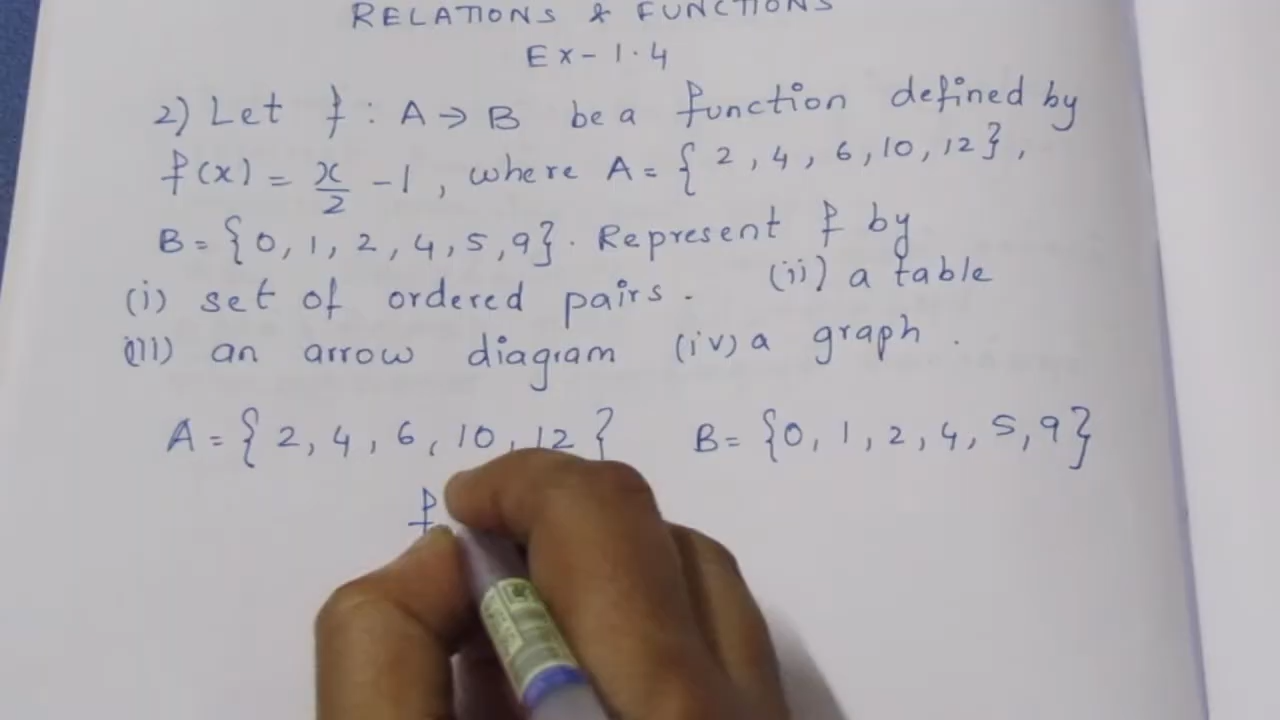 RELATIONS & FUNCTIONS
Ex-1.4
2) Let f : A → B be a function defined by
f(x) = x/2 - 1, where A = { 2, 4, 6, 10, 12 },
B = { 0, 1, 2, 4, 5, 9 }. Represent f by
(i) set of ordered pairs. (ii) a table
(III) an arrow diagram (iv) a graph.
A = { 2, 4, 6, 10, 12 } B = { 0, 1, 2, 4, 5, 9 }
f